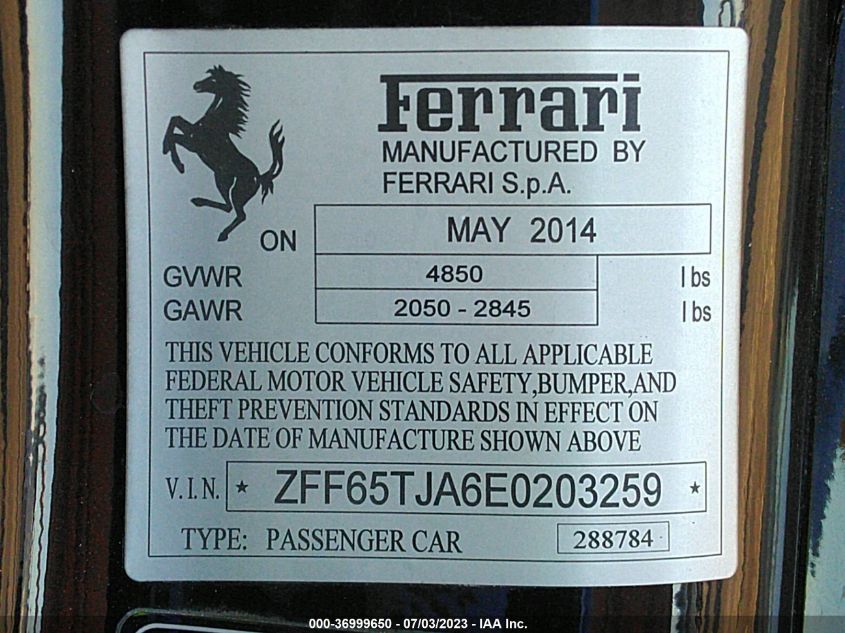 Ferrari
MANUFACTURED BY
FERRARI S.p.A.
ON MAY 2014
GVWR 4850 lbs
GAWR 2050 - 2845 lbs
THIS VEHICLE CONFORMS TO ALL APPLICABLE
FEDERAL MOTOR VEHICLE SAFETY,BUMPER,AND
THEFT PREVENTION STANDARDS IN EFFECT ON
THE DATE OF MANUFACTURE SHOWN ABOVE
V.I.N. * ZFF65TJA6E0203259 *
TYPE: PASSENGER CAR 288784
000-36999650 - 07/03/2023 - IAA Inc.